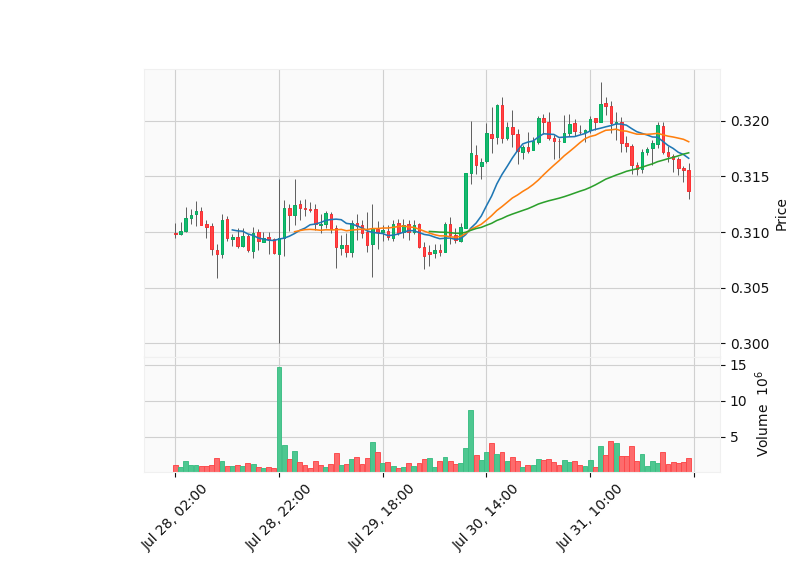 0.320
0.315
0.310
0.305
0.300
Price
15
10
5
Volume 10^6
Jul 28, 02:00
Jul 28, 22:00
Jul 29, 18:00
Jul 30, 14:00
Jul 31, 10:00